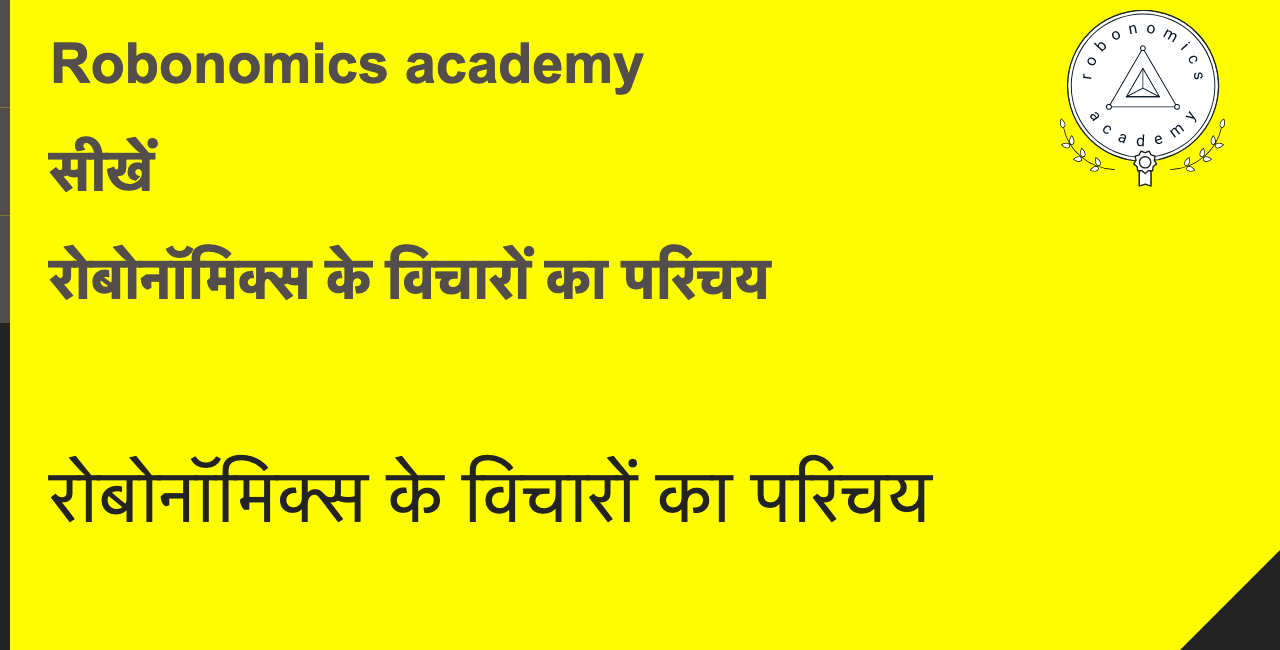 Robonomics academy
सीखें
रोबोनॉमिक्स के विचारों का परिचय
रोबोनॉमिक्स के विचारों का परिचय
robonomics
academy